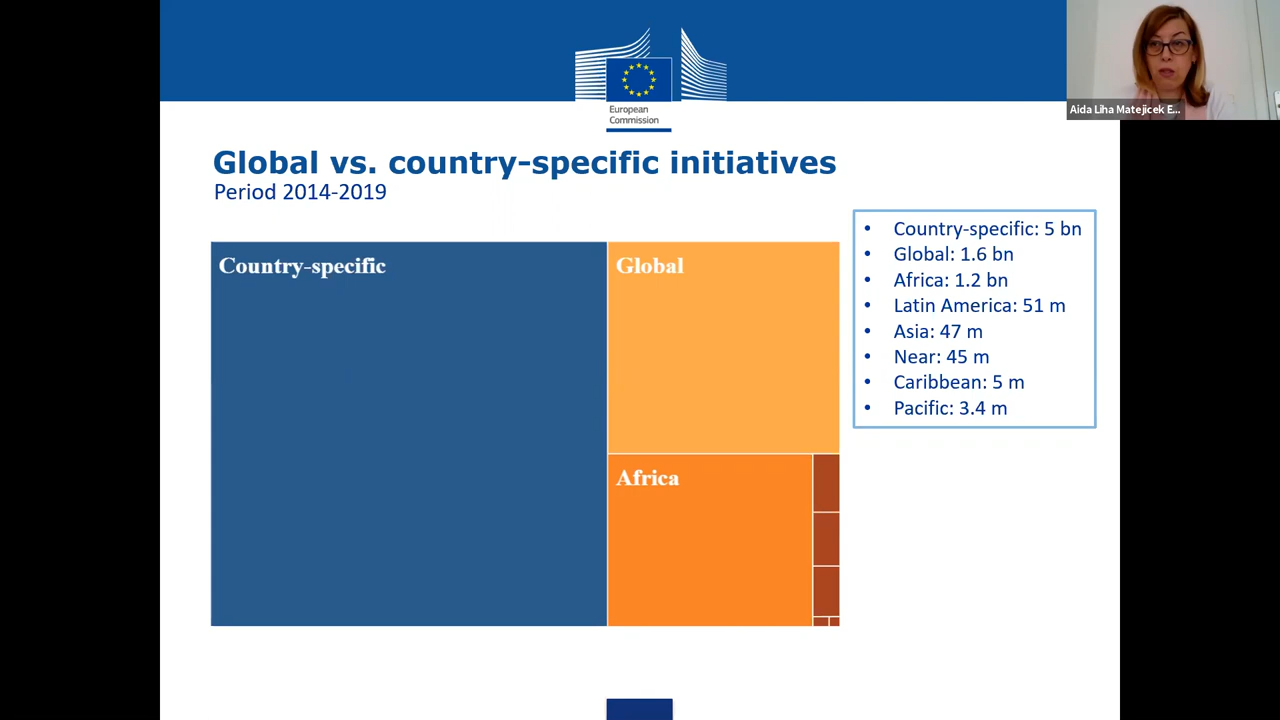 Aida Liha Matejicek E...
European
Commission
Global vs. country-specific initiatives
Period 2014-2019
Country-specific
Global
Africa
• Country-specific: 5 bn
• Global: 1.6 bn
• Africa: 1.2 bn
• Latin America: 51 m
• Asia: 47 m
• Near: 45 m
• Caribbean: 5 m
• Pacific: 3.4 m